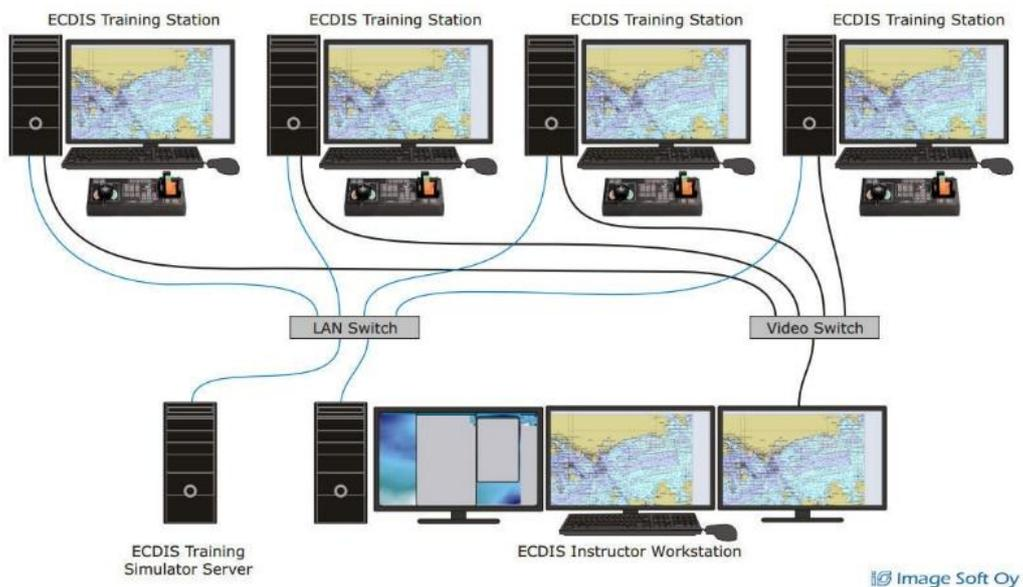 ECDIS Training Station
ECDIS Training Station
ECDIS Training Station
ECDIS Training Station
LAN Switch
Video Switch
ECDIS Training
Simulator Server
ECDIS Instructor Workstation
Image Soft Oy